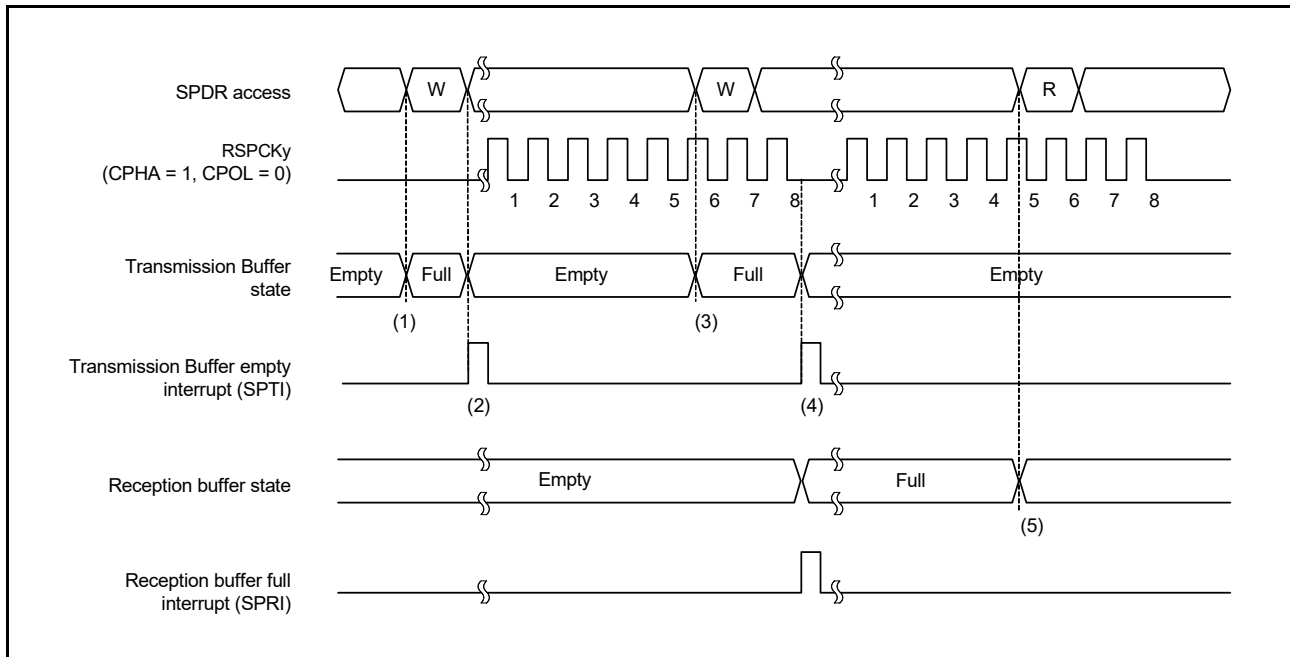 SPDR access
W
W
R
RSPCKy
(CPHA = 1, CPOL = 0)
1 2 3 4 5 6 7 8 1 2 3 4 5 6 7 8
Transmission Buffer
state
Empty Full Empty Full Empty
(1) (3)
Transmission Buffer empty
interrupt (SPTI)
(2) (4)
Reception buffer state
Empty Full
(5)
Reception buffer full
interrupt (SPRI)